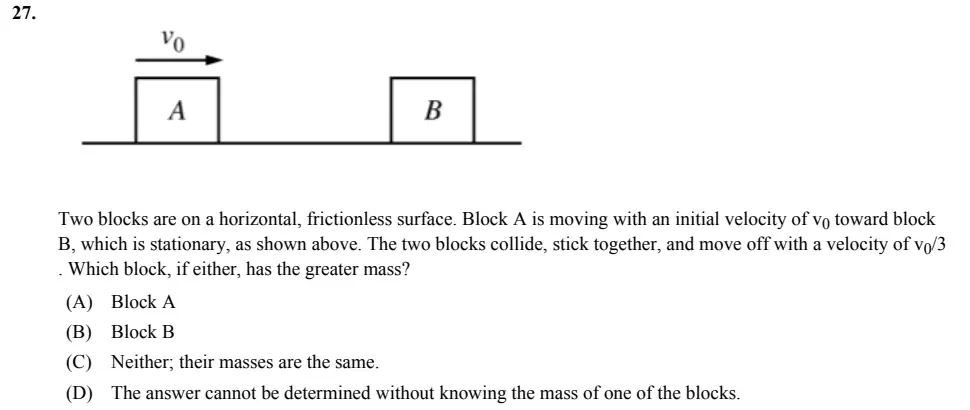 27.
v0
A
B
Two blocks are on a horizontal, frictionless surface. Block A is moving with an initial velocity of v0 toward block
B, which is stationary, as shown above. The two blocks collide, stick together, and move off with a velocity of v0/3
. Which block, if either, has the greater mass?
(A) Block A
(B) Block B
(C) Neither; their masses are the same.
(D) The answer cannot be determined without knowing the mass of one of the blocks.